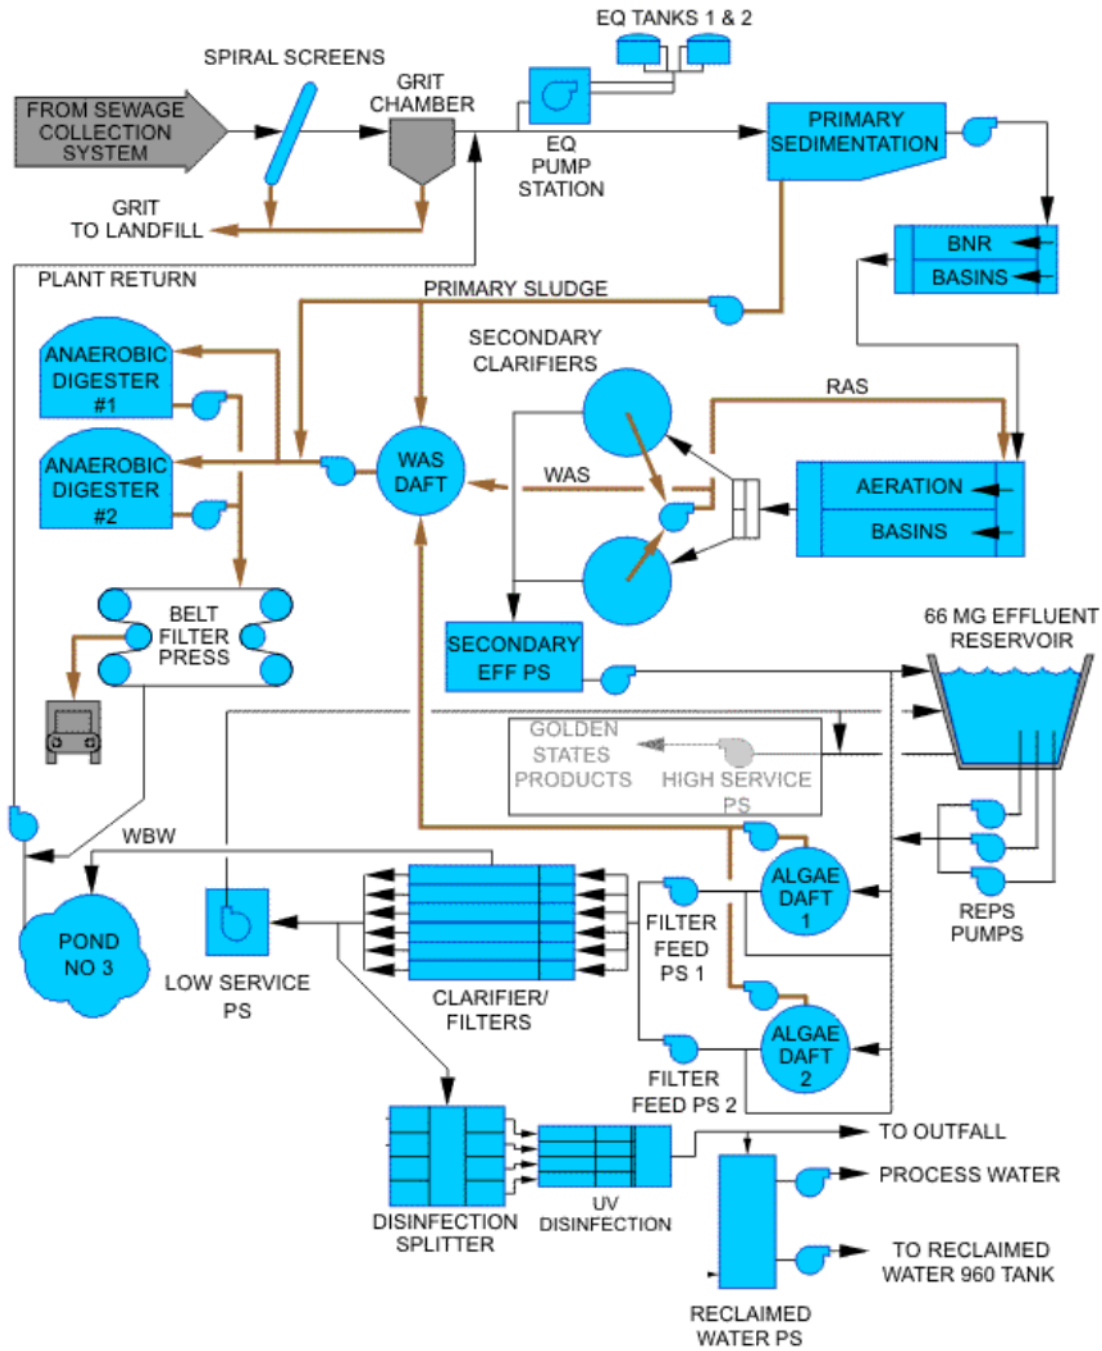 EQ TANKS 1 & 2
SPIRAL SCREENS
GRIT
CHAMBER
FROM SEWAGE
COLLECTION
SYSTEM
EQ
PUMP
STATION
PRIMARY
SEDIMENTATION
GRIT
TO LANDFILL
BNR
BASINS
PLANT RETURN
PRIMARY SLUDGE
SECONDARY
CLARIFIERS
ANAEROBIC
DIGESTER
#1
RAS
ANAEROBIC
DIGESTER
#2
WAS
DAFT
WAS
AERATION
BASINS
BELT
FILTER
PRESS
SECONDARY
EFF PS
66 MG EFFLUENT
RESERVOIR
GOLDEN
STATES
PRODUCTS
HIGH SERVICE
PS
WBW
ALGAE
DAFT
1
REPS
PUMPS
FILTER
FEED
PS 1
POND
NO 3
LOW SERVICE
PS
CLARIFIER/
FILTERS
ALGAE
DAFT
2
FILTER
FEED PS 2
TO OUTFALL
PROCESS WATER
DISINFECTION
SPLITTER
UV
DISINFECTION
TO RECLAIMED
WATER 960 TANK
RECLAIMED
WATER PS